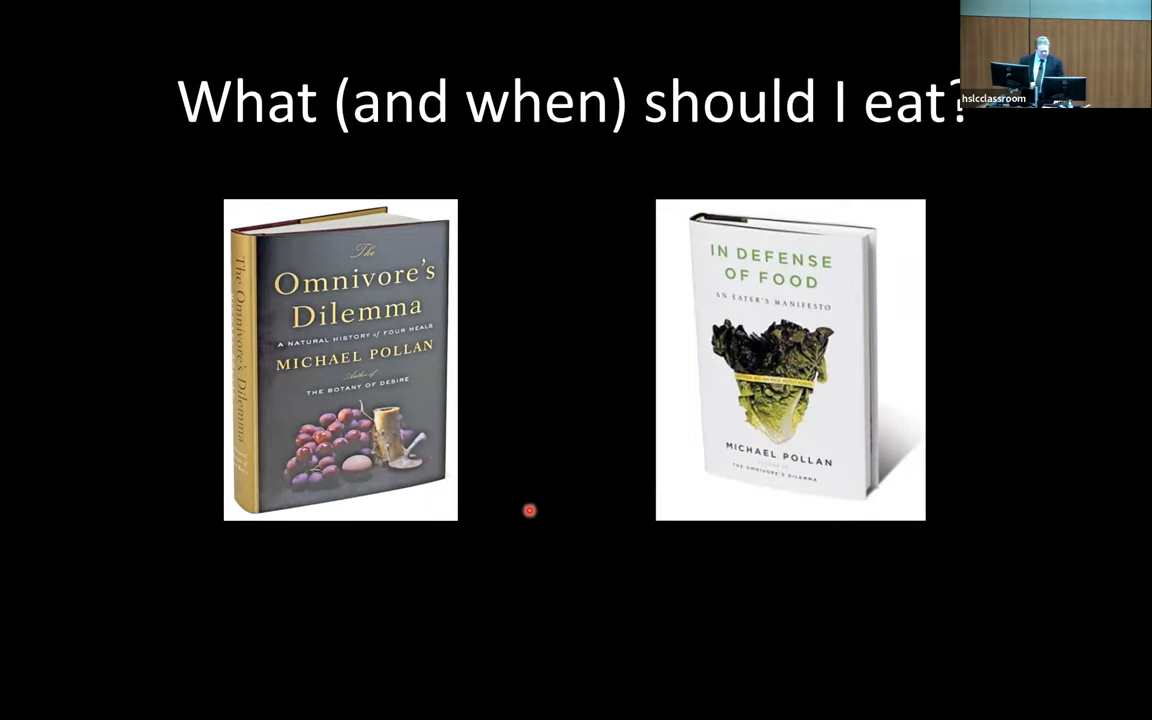 What (and when) should I eat?
hslcclassroom
The Omnivore's Dilemma
The
Omnivore's
Dilemma
A NATURAL HISTORY of FOUR MEALS
MICHAEL POLLAN
Author of
THE BOTANY OF DESIRE
IN DEFENSE
OF FOOD
AN EATER'S MANIFESTO
MICHAEL POLLAN
THE OMNIVORE'S DILEMMA